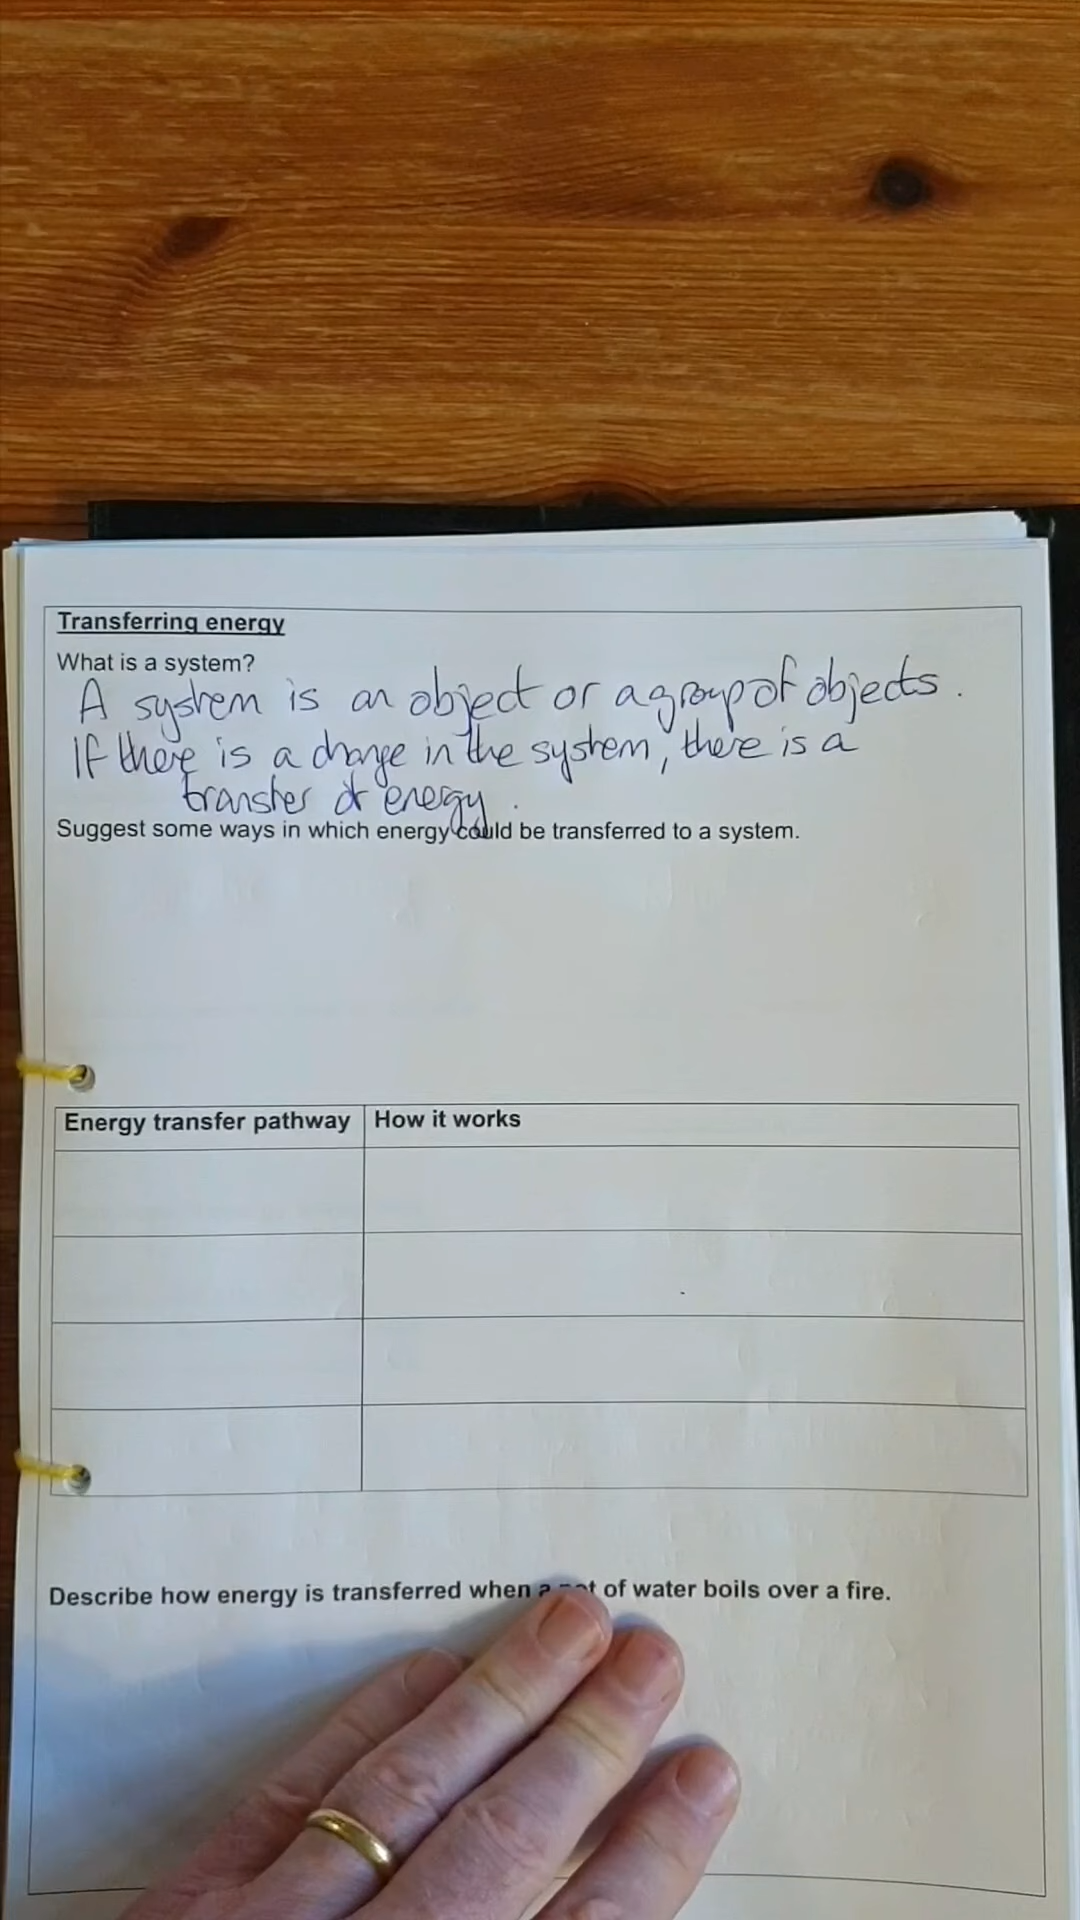 Transferring energy
What is a system?
A system is an object or a group of objects.
If there is a change in the system, there is a
transfer of energy.
Suggest some ways in which energy could be transferred to a system.
Energy transfer pathway How it works
Describe how energy is transferred when a pot of water boils over a fire.